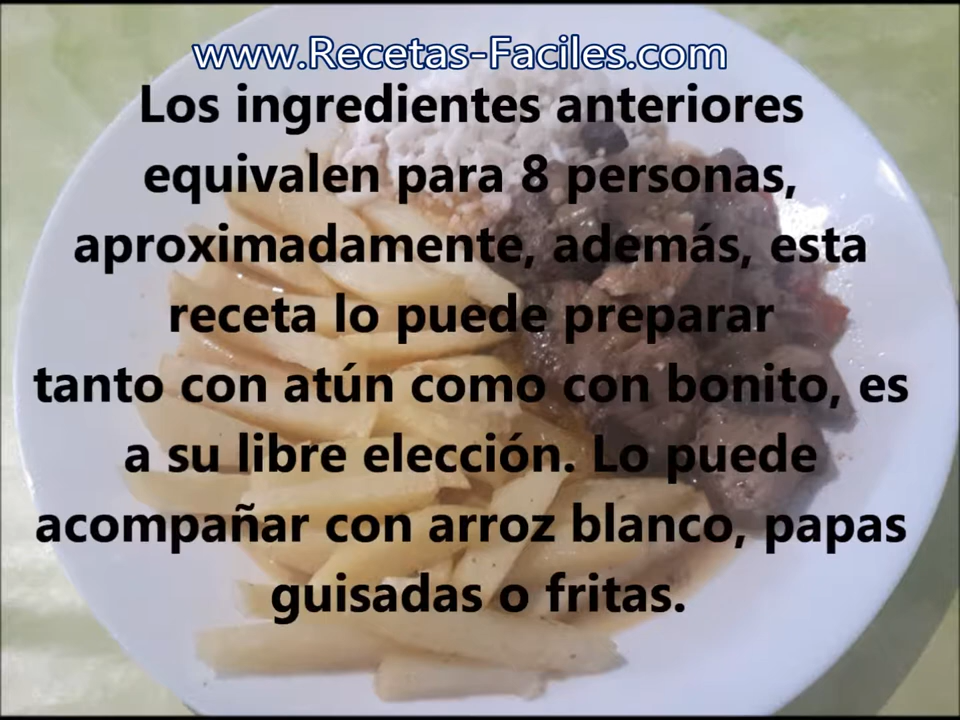 www.Recetas-Faciles.com
Los ingredientes anteriores
equivalen para 8 personas,
aproximadamente, además, esta
receta lo puede preparar
tanto con atún como con bonito, es
a su libre elección. Lo puede
acompañar con arroz blanco, papas
guisadas o fritas.